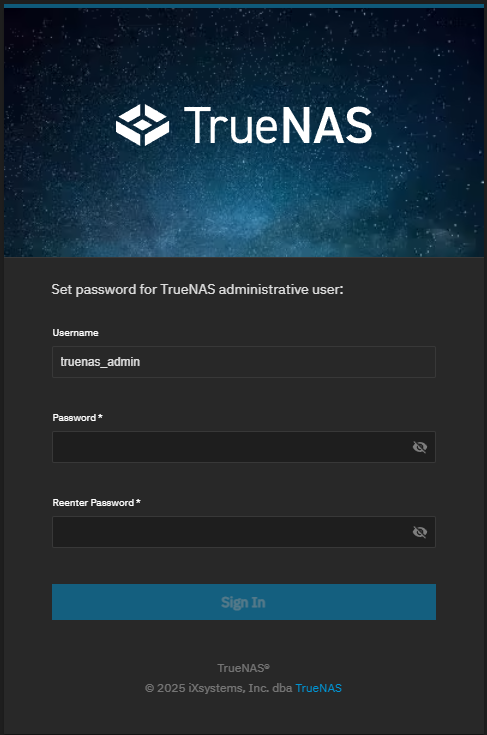 TrueNAS
Set password for TrueNAS administrative user:
Username
truenas_admin
Password *
Reenter Password *
Sign In
TrueNAS®
© 2025 iXsystems, Inc. dba TrueNAS